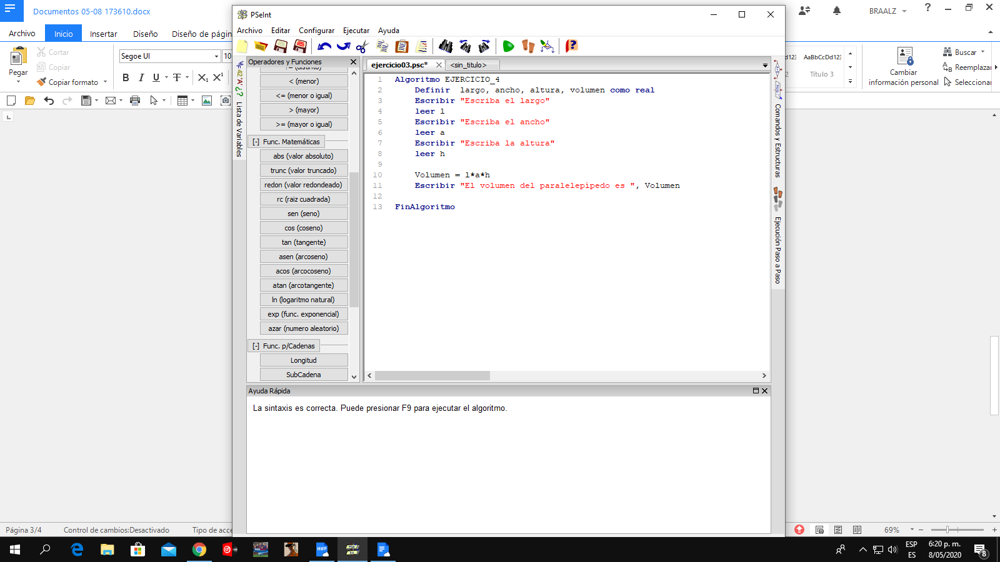 Documentos 05-08 173610.docx
BRAALZ
Archivo
Inicio
Insertar
Diseño
Diseño de págin
Pegar
Cortar
Copiar
Copiar formato
Segoe UI
10
AaBbCcDd12:
Título 3
Cambiar
información personal
Buscar
Reemplaza
Selecciona
PSeInt
Archivo Editar Configurar Ejecutar Ayuda
Operadores y Funciones
Lista de Variables
< (menor)
<= (menor o igual)
> (mayor)
>= (mayor o igual)
[-] Func. Matemáticas
abs (valor absoluto)
trunc (valor truncado)
redon (valor redondeado)
rc (raiz cuadrada)
sen (seno)
cos (coseno)
tan (tangente)
asen (arcoseno)
acos (arcocoseno)
atan (arcotangente)
ln (logaritmo natural)
exp (func. exponencial)
azar (numero aleatorio)
[-] Func. p/Cadenas
Longitud
SubCadena
ejercicio03.psc*
<sin_titulo>
1 Algoritmo EJERCICIO_4
2 Definir largo, ancho, altura, volumen como real
3 Escribir "Escriba el largo"
4 leer l
5 Escribir "Escriba el ancho"
6 leer a
7 Escribir "Escriba la altura"
8 leer h
9
10 Volumen = l*a*h
11 Escribir "El volumen del paralelepípedo es ", Volumen
12
13 FinAlgoritmo
Comandos y Estructuras
Ejecución Paso a Paso
Ayuda Rápida
La sintaxis es correcta. Puede presionar F9 para ejecutar el algoritmo.
Página 3/4
Control de cambios:Desactivado
Tipo de acce
69%
ESP
ES
6:20 p. m.
8/05/2020
8